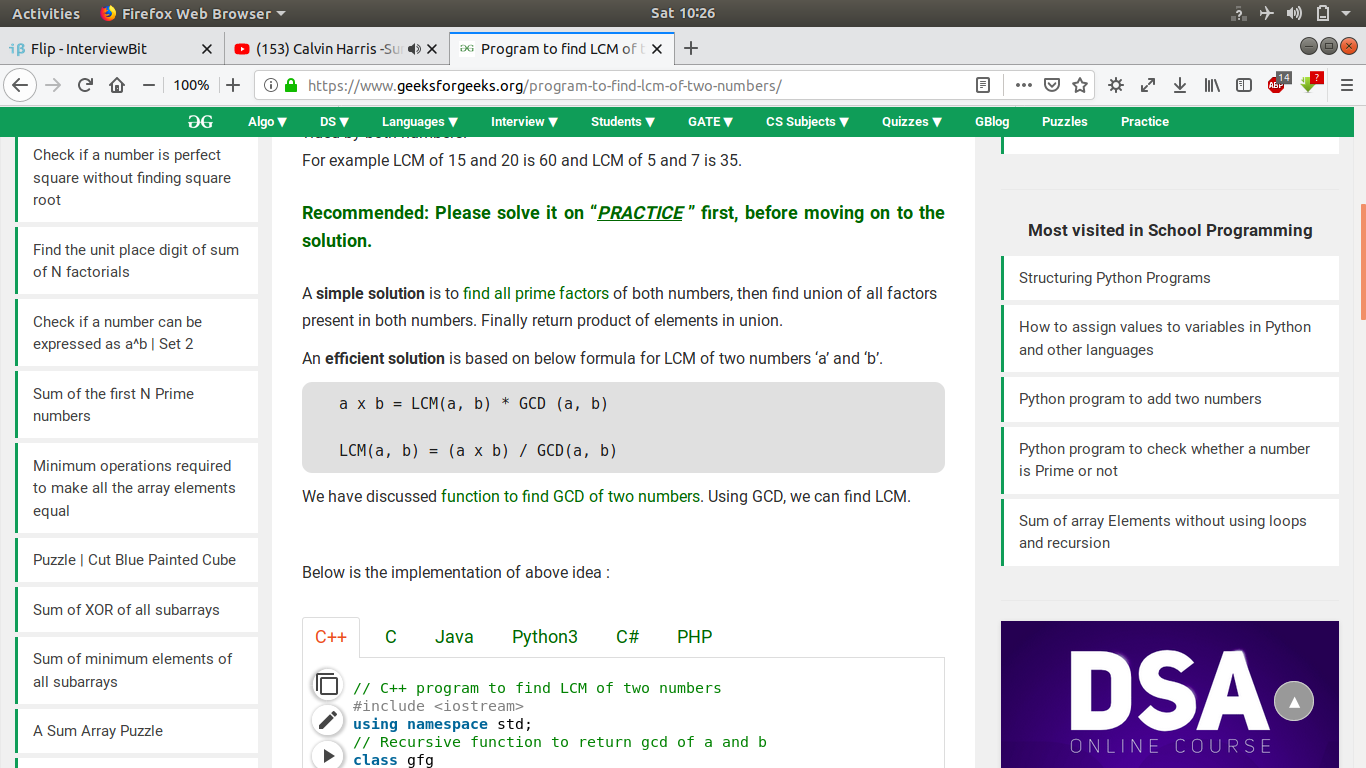 Activities Firefox Web Browser Sat 10:26
Flip - InterviewBit (153) Calvin Harris - Program to find LCM of
100% https://www.geeksforgeeks.org/program-to-find-lcm-of-two-numbers/ ABP 14 ?
Algo ▼ DS ▼ Languages ▼ Interview ▼ Students ▼ GATE ▼ CS Subjects ▼ Quizzes ▼ GBlog Puzzles Practice
Check if a number is perfect
square without finding square
root
Find the unit place digit of sum
of N factorials
Check if a number can be
expressed as a^b | Set 2
Sum of the first N Prime
numbers
Minimum operations required
to make all the array elements
equal
Puzzle | Cut Blue Painted Cube
Sum of XOR of all subarrays
Sum of minimum elements of
all subarrays
A Sum Array Puzzle
For example LCM of 15 and 20 is 60 and LCM of 5 and 7 is 35.
Recommended: Please solve it on “PRACTICE ” first, before moving on to the
solution.
A simple solution is to find all prime factors of both numbers, then find union of all factors
present in both numbers. Finally return product of elements in union.
An efficient solution is based on below formula for LCM of two numbers ‘a’ and ‘b’.
a x b = LCM(a, b) * GCD (a, b)
LCM(a, b) = (a x b) / GCD(a, b)
We have discussed function to find GCD of two numbers. Using GCD, we can find LCM.
Below is the implementation of above idea :
C++ C Java Python3 C# PHP
// C++ program to find LCM of two numbers
#include <iostream>
using namespace std;
// Recursive function to return gcd of a and b
class gfg
Most visited in School Programming
Structuring Python Programs
How to assign values to variables in Python
and other languages
Python program to add two numbers
Python program to check whether a number
is Prime or not
Sum of array Elements without using loops
and recursion
DSA
ONLINE COURSE